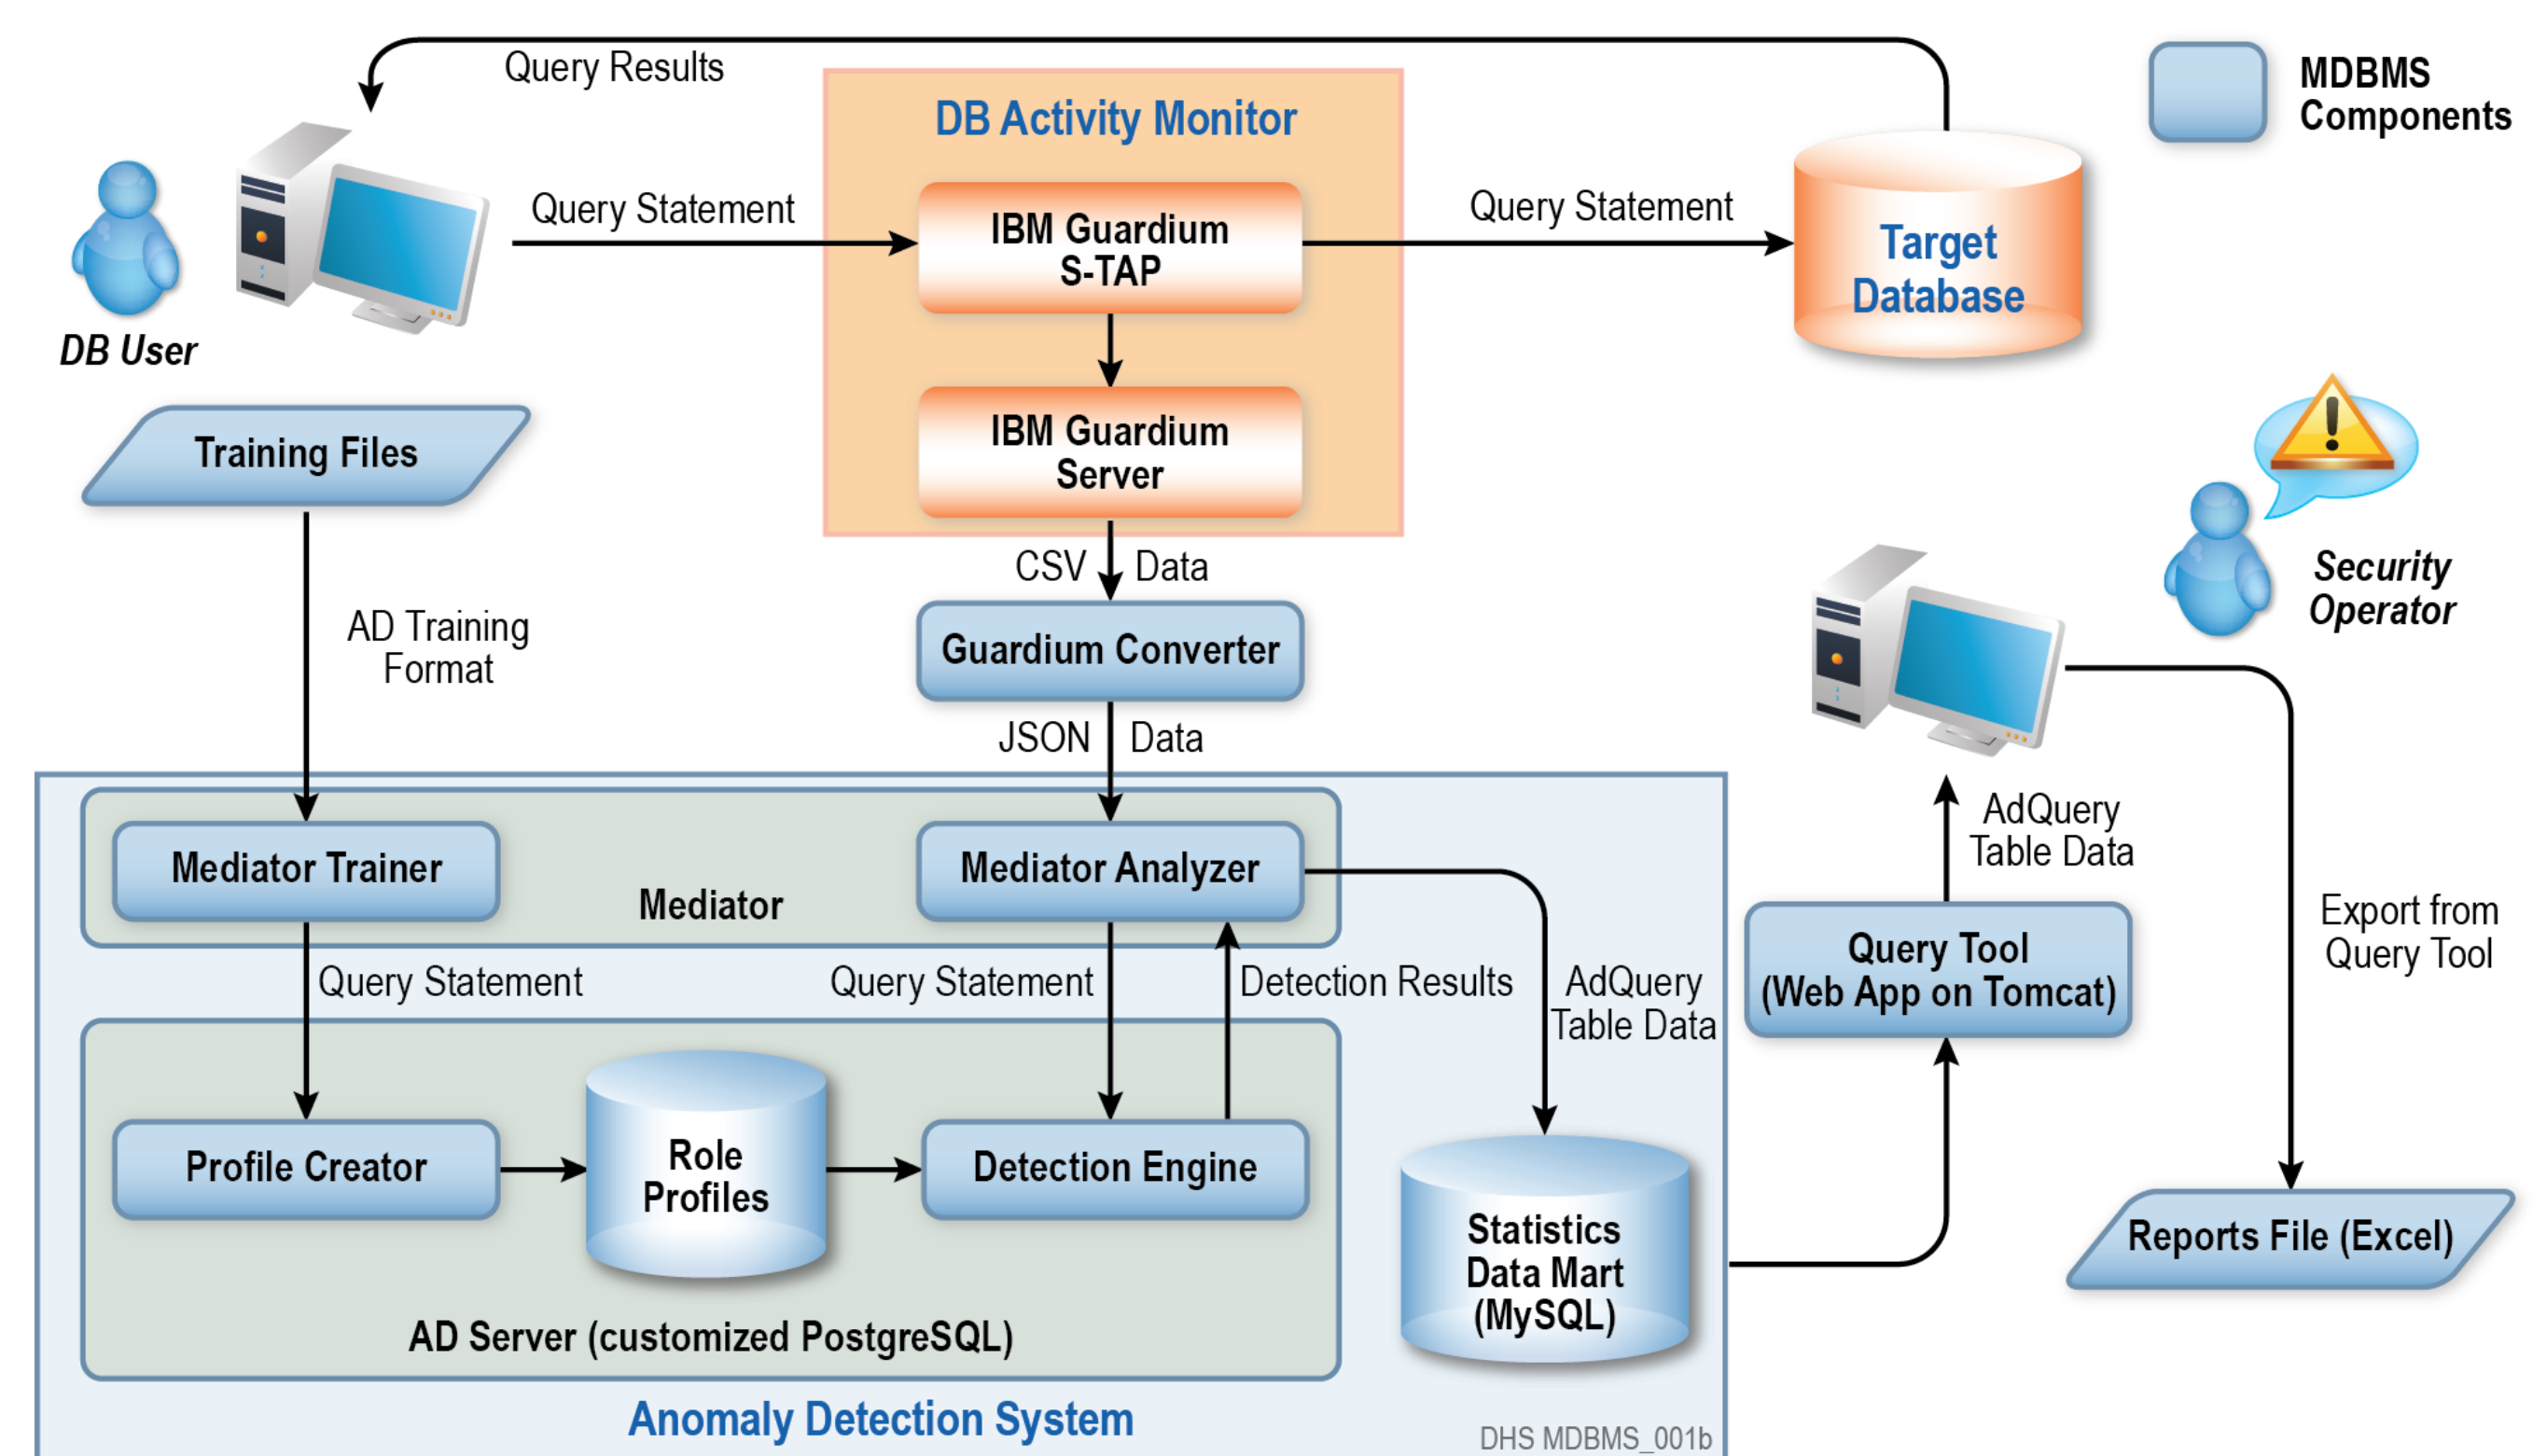 Query Results
DB Activity Monitor
MDBMS
Components
Query Statement
IBM Guardium
S-TAP
Query Statement
Target
Database
DB User
IBM Guardium
Server
Training Files
CSV Data
Security
Operator
AD Training
Format
Guardium Converter
JSON Data
Mediator Trainer
Mediator
Mediator Analyzer
AdQuery
Table Data
Export from
Query Tool
Query Tool
(Web App on Tomcat)
Query Statement
Query Statement
Detection Results
AdQuery
Table Data
Profile Creator
Role
Profiles
Detection Engine
Statistics
Data Mart
(MySQL)
Reports File (Excel)
AD Server (customized PostgreSQL)
Anomaly Detection System
DHS MDBMS_001b